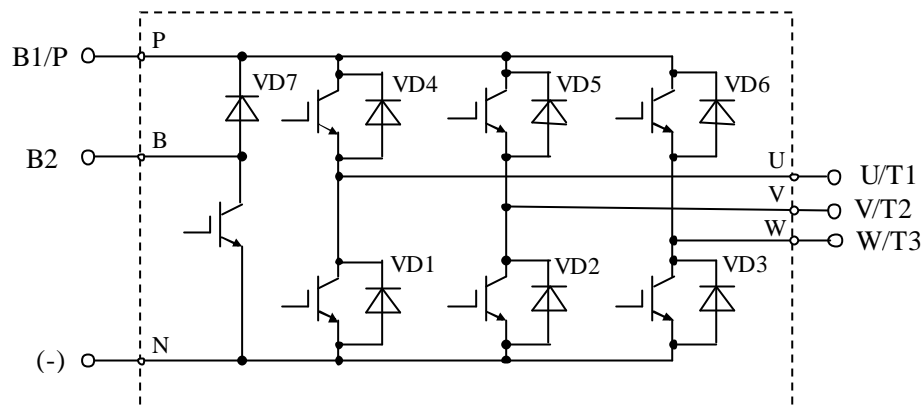 B1/P
P
VD7
VD4
VD5
VD6
B2
B
U
U/T1
V
V/T2
W
W/T3
VD1
VD2
VD3
(-)
N